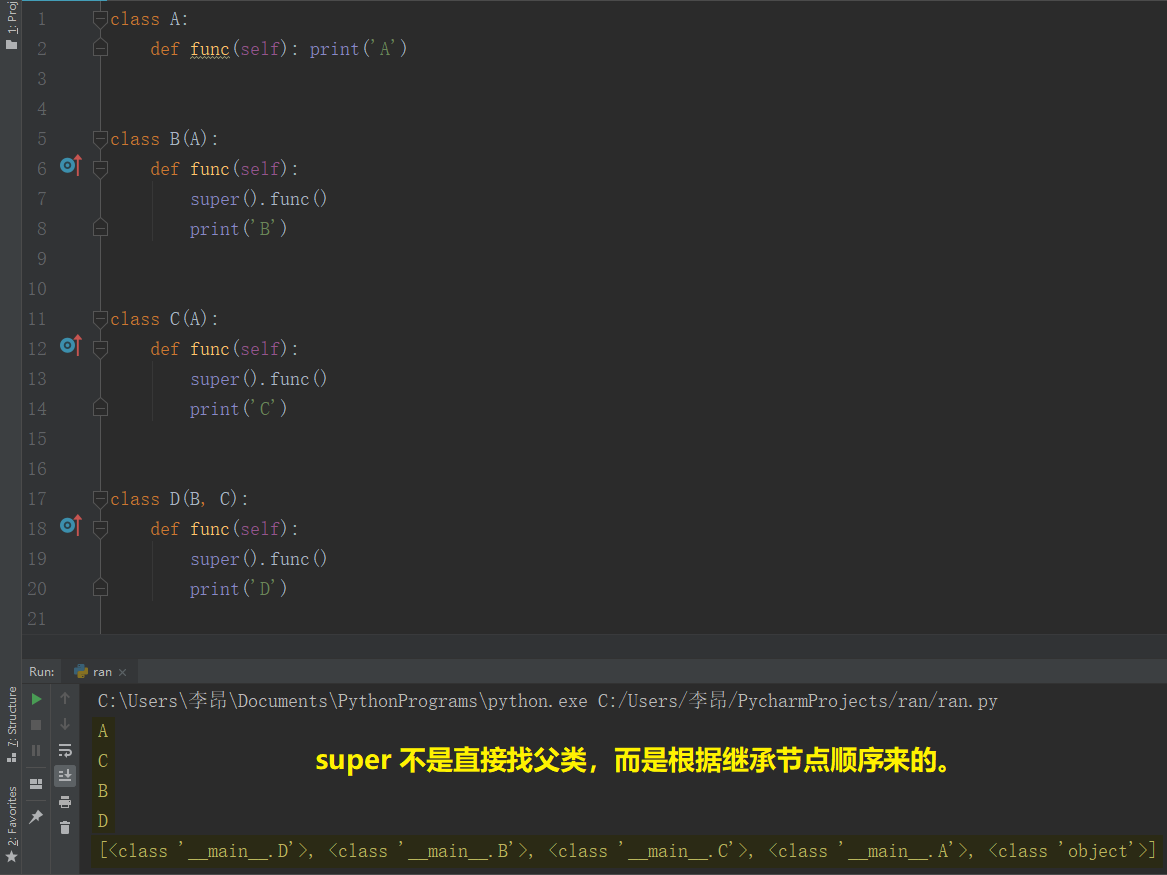 1: Proj
1 class A:
2     def func(self): print('A')
3
4
5 class B(A):
6     def func(self):
7         super().func()
8         print('B')
9
10
11 class C(A):
12     def func(self):
13         super().func()
14         print('C')
15
16
17 class D(B, C):
18     def func(self):
19         super().func()
20         print('D')
21
7: Structure
2: Favorites
Run: ran
C:\Users\李昂\Documents\PythonPrograms\python.exe C:/Users/李昂/PycharmProjects/ran/ran.py
A
C
B
D
super 不是直接找父类，而是根据继承节点顺序来的。
[<class '__main__.D'>, <class '__main__.B'>, <class '__main__.C'>, <class '__main__.A'>, <class 'object'>]